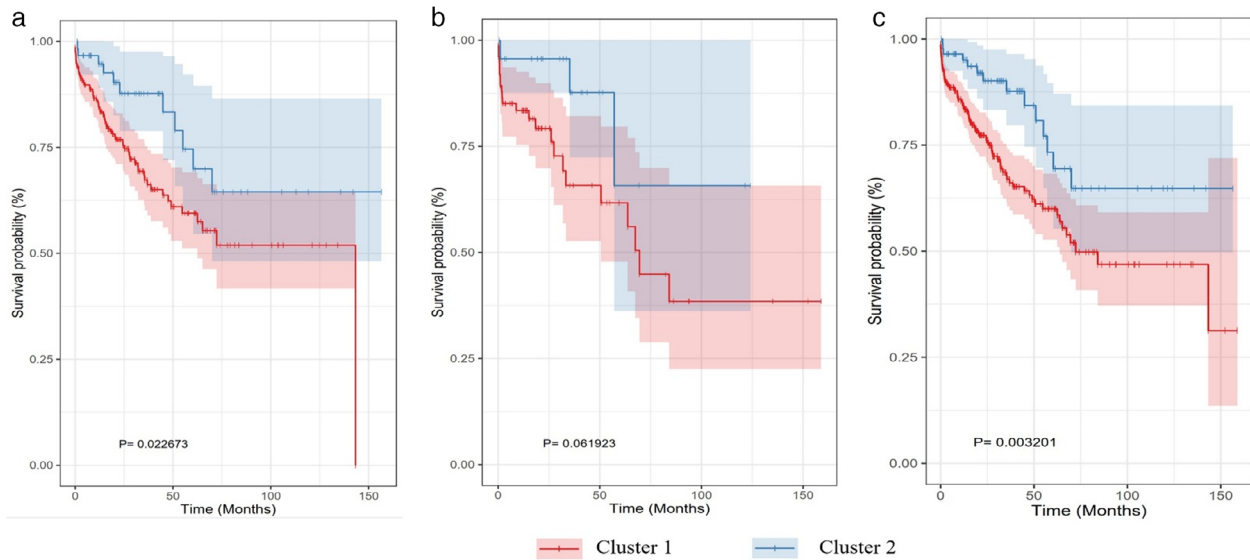 a
1.00
0.75
0.50
0.25
0.00
Survival probability (%)
P= 0.022673
0
50
100
150
Time (Months)
b
1.00
0.75
0.50
0.25
0.00
Survival probability (%)
P= 0.061923
0
50
100
150
Time (Months)
c
1.00
0.75
0.50
0.25
0.00
Survival probability (%)
P= 0.003201
0
50
100
150
Time (Months)
Cluster 1
Cluster 2